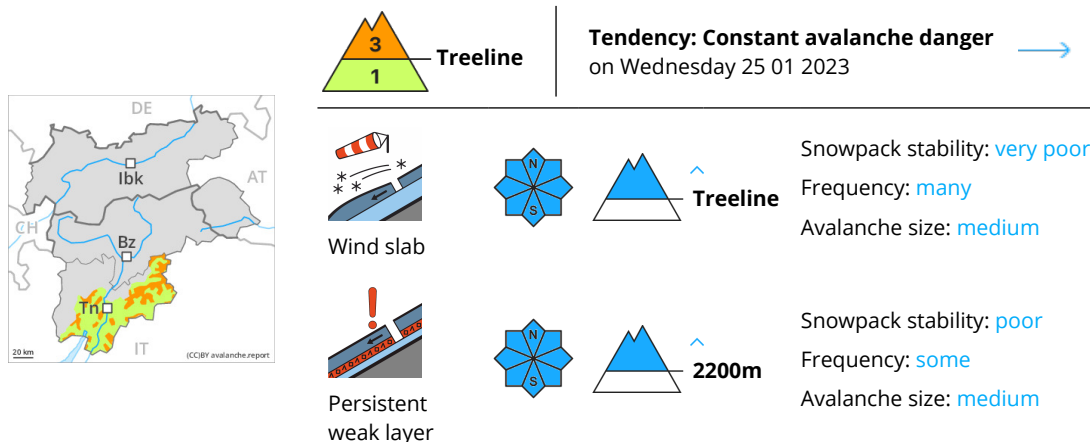 3
1
Treeline
Tendency: Constant avalanche danger
on Wednesday 25 01 2023
DE
AT
CH
IT
Ibk
Bz
Tn
20 km
(CC)BY avalanche.report
Wind slab
N
S
Treeline
Snowpack stability: very poor
Frequency: many
Avalanche size: medium
Persistent
weak layer
N
S
2200m
Snowpack stability: poor
Frequency: some
Avalanche size: medium